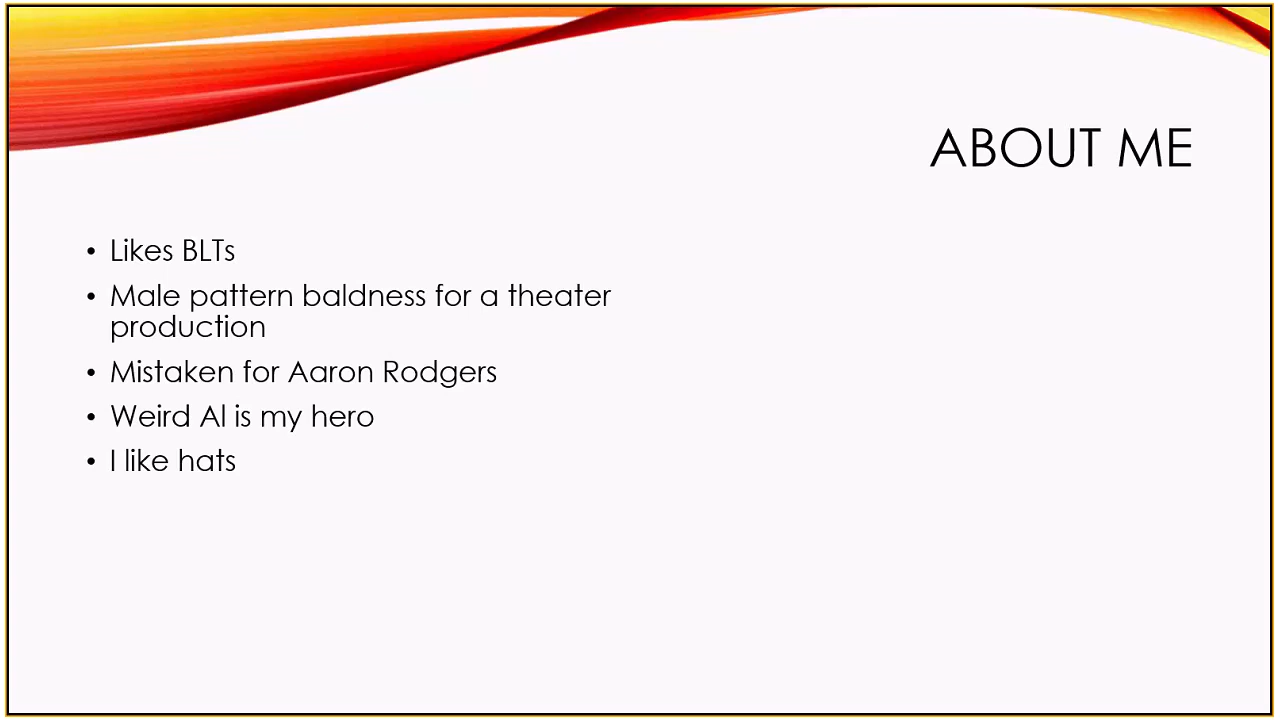 ABOUT ME
• Likes BLTs
• Male pattern baldness for a theater
production
• Mistaken for Aaron Rodgers
• Weird Al is my hero
• I like hats